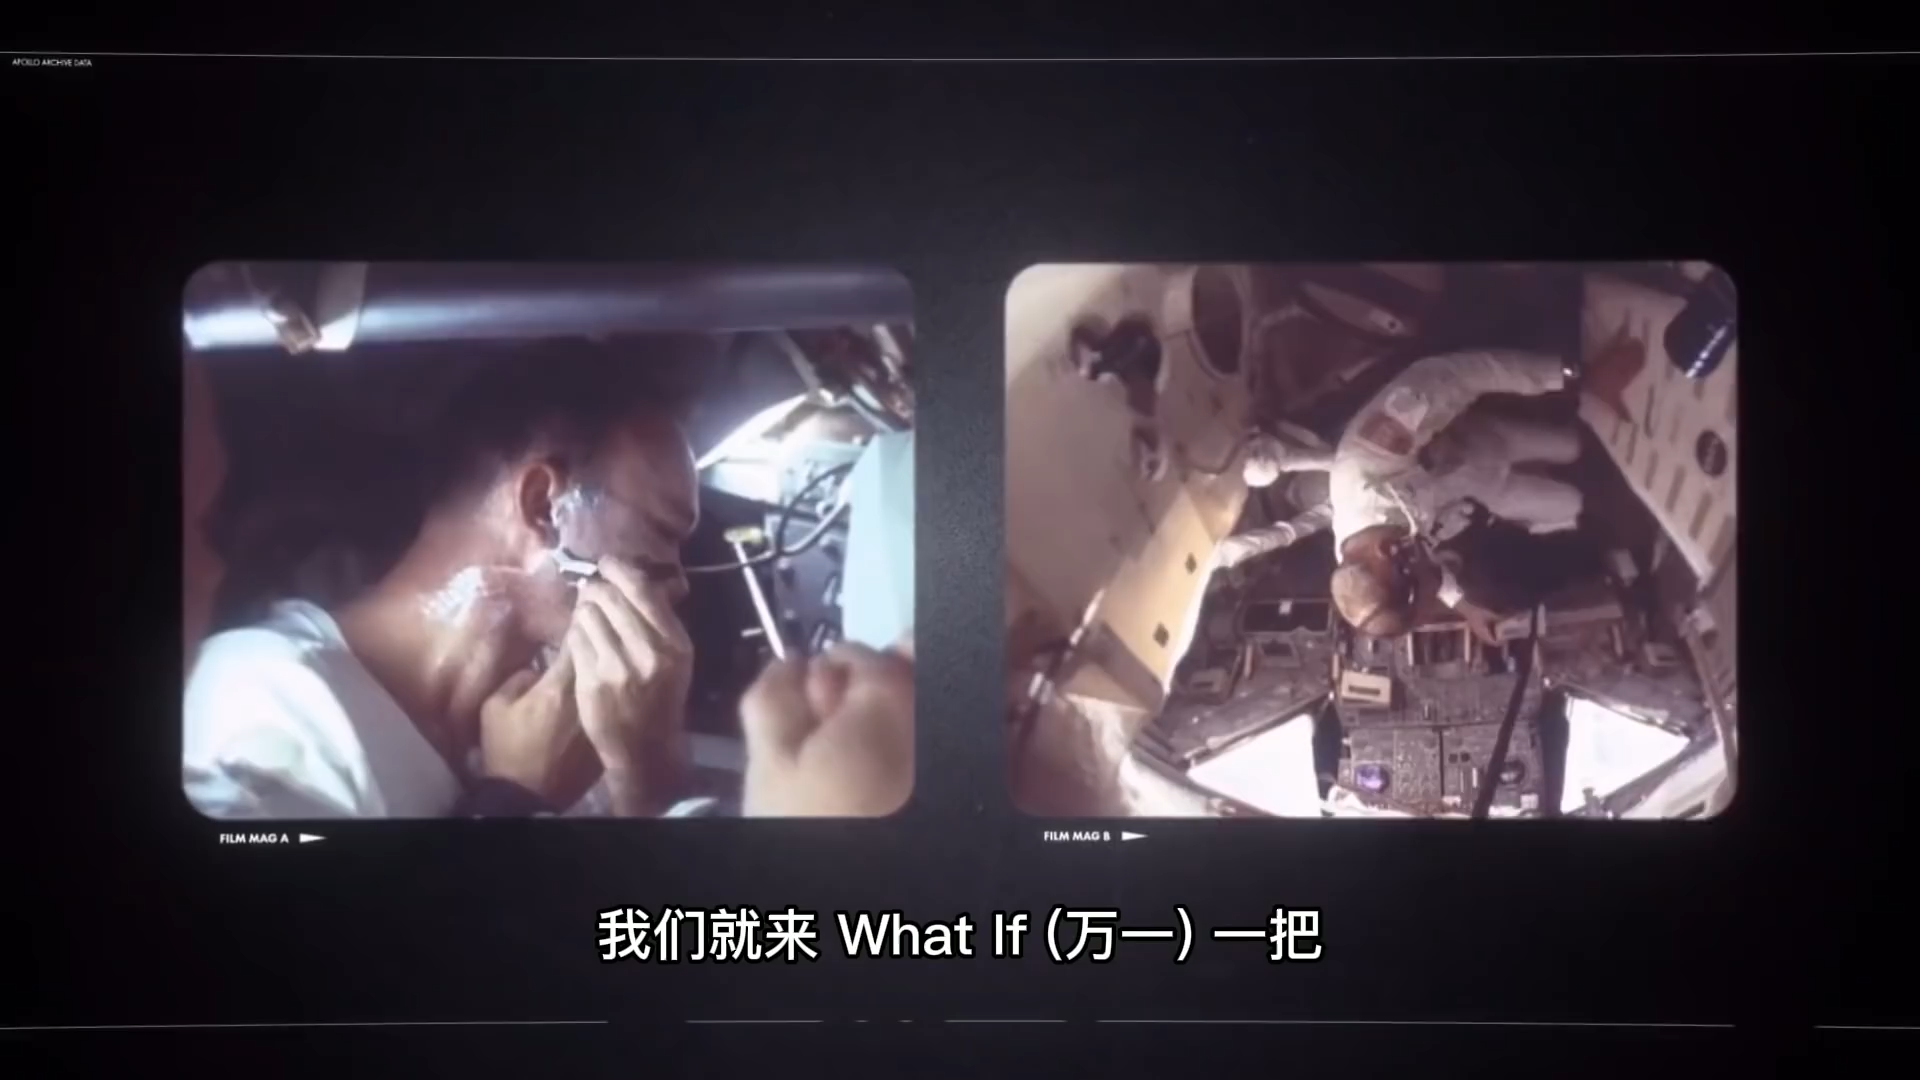 APOLLO ARCHIVE DATA
FILM MAG A
FILM MAG B
我们就来 What If (万一) 一把